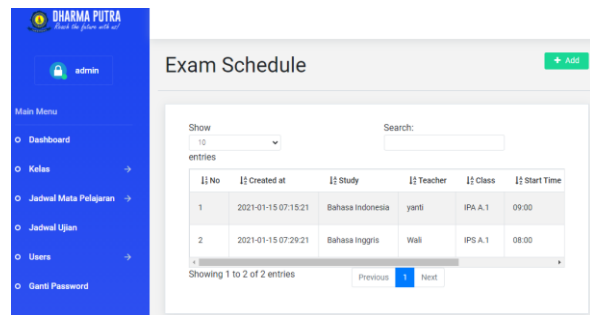 DHARMA PUTRA
Reach the future with us!
admin
Main Menu
Dashboard
Kelas
Jadwal Mata Pelajaran
Jadwal Ujian
Users
Ganti Password
Exam Schedule
+ Add
Show
10
entries
Search:
No Created at Study Teacher Class Start Time
1 2021-01-15 07:15:21 Bahasa Indonesia yanti IPA A.1 09:00
2 2021-01-15 07:29:21 Bahasa Inggris Wali IPS A.1 08:00
Showing 1 to 2 of 2 entries
Previous 1 Next